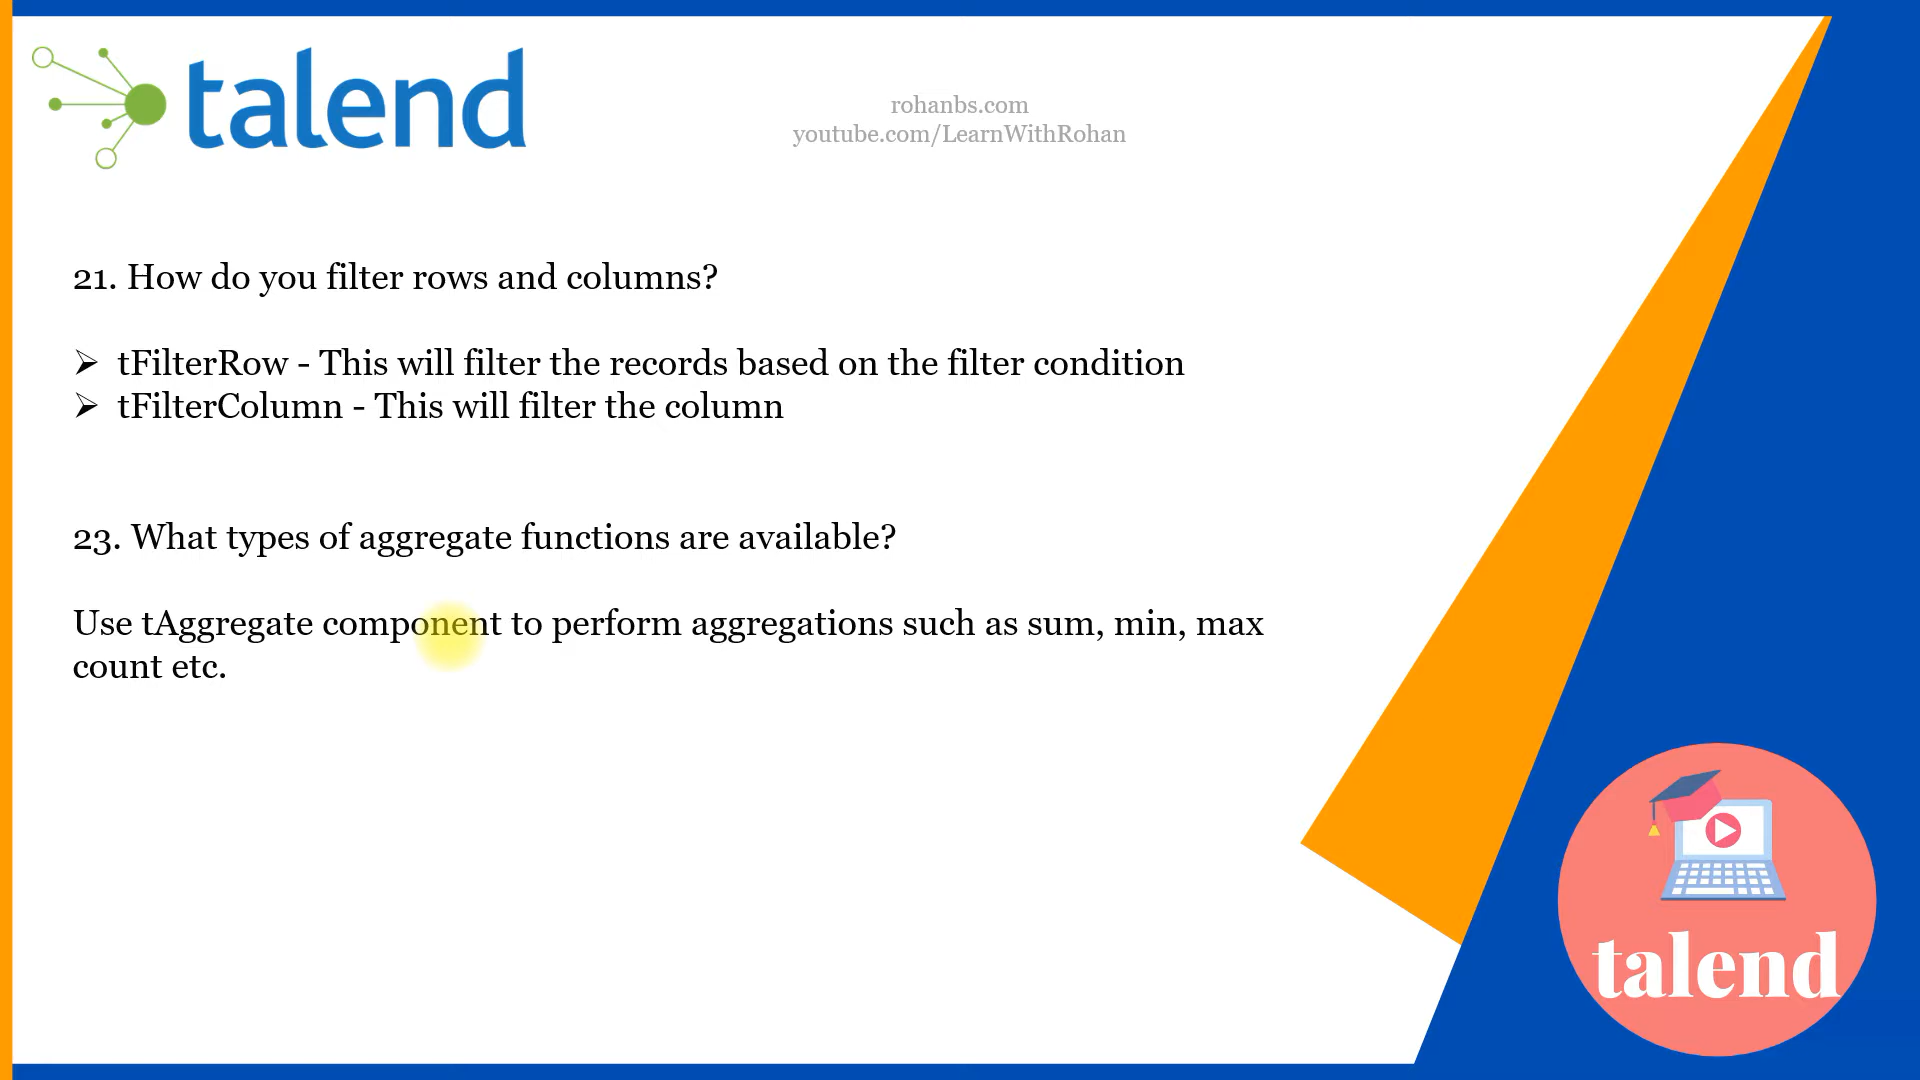 talend
rohanbs.com
youtube.com/LearnWithRohan
21. How do you filter rows and columns?
➢ tFilterRow - This will filter the records based on the filter condition
➢ tFilterColumn - This will filter the column
23. What types of aggregate functions are available?
Use tAggregate component to perform aggregations such as sum, min, max
count etc.
talend